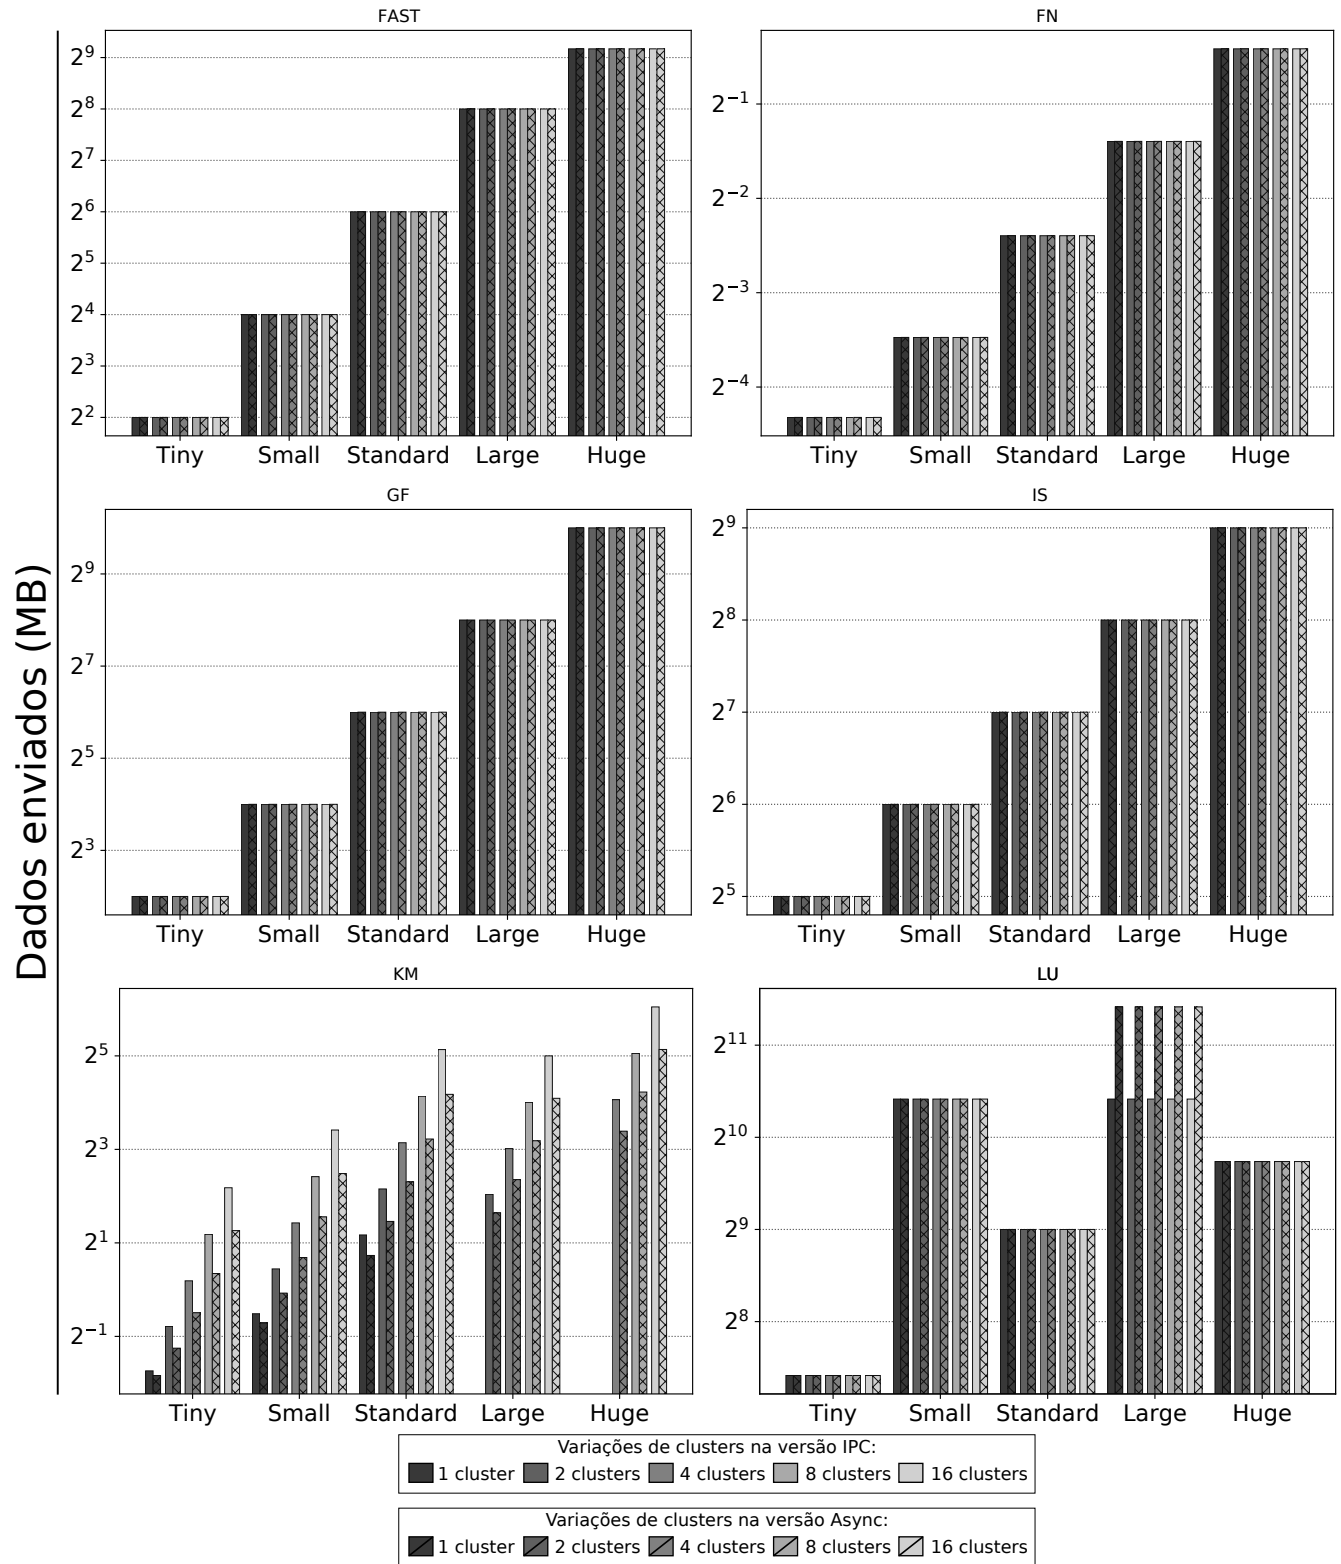 Dados enviados (MB)
FAST
2^9
2^8
2^7
2^6
2^5
2^4
2^3
2^2
Tiny Small Standard Large Huge
FN
2^−1
2^−2
2^−3
2^−4
Tiny Small Standard Large Huge
GF
2^9
2^7
2^5
2^3
Tiny Small Standard Large Huge
IS
2^9
2^8
2^7
2^6
2^5
Tiny Small Standard Large Huge
KM
2^5
2^3
2^1
2^−1
Tiny Small Standard Large Huge
LU
2^11
2^10
2^9
2^8
Tiny Small Standard Large Huge
Variações de clusters na versão IPC:
1 cluster 2 clusters 4 clusters 8 clusters 16 clusters
Variações de clusters na versão Async:
1 cluster 2 clusters 4 clusters 8 clusters 16 clusters